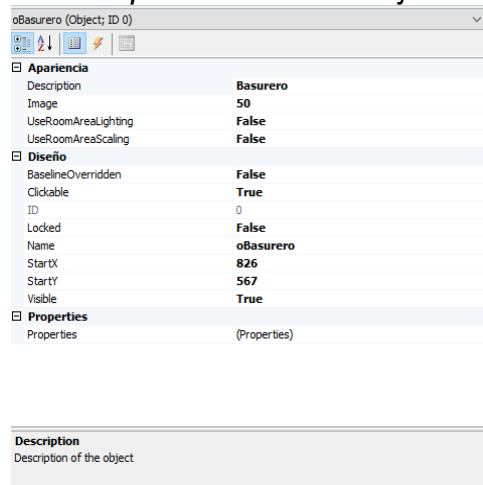 oBasurero (Object; ID 0)
Apariencia
Description Basurero
Image 50
UseRoomAreaLighting False
UseRoomAreaScaling False
Diseño
BaselineOverridden False
Clickable True
ID 0
Locked False
Name oBasurero
StartX 826
StartY 567
Visible True
Properties
Properties (Properties)
Description
Description of the object